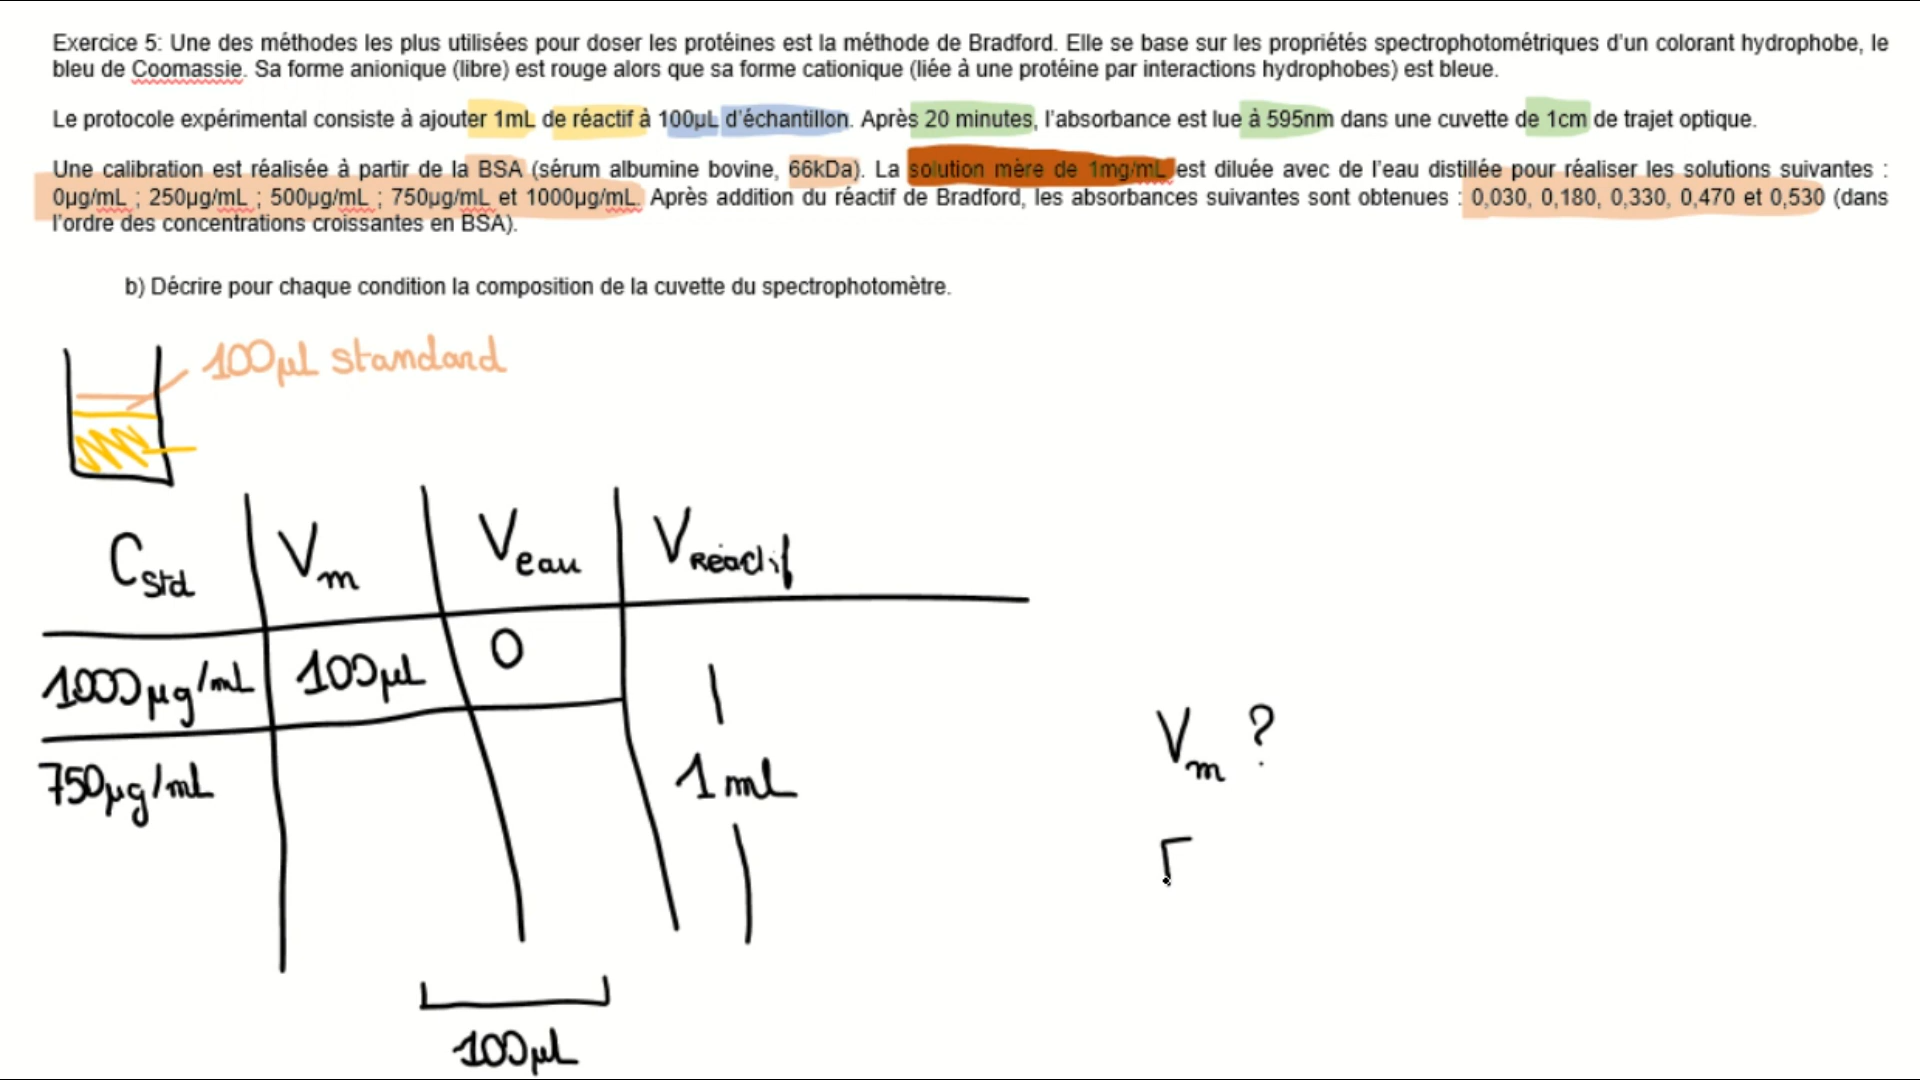 Exercice 5: Une des méthodes les plus utilisées pour doser les protéines est la méthode de Bradford. Elle se base sur les propriétés spectrophotométriques d'un colorant hydrophobe, le
bleu de Coomassie. Sa forme anionique (libre) est rouge alors que sa forme cationique (liée à une protéine par interactions hydrophobes) est bleue.
Le protocole expérimental consiste à ajouter 1mL de réactif à 100µL d'échantillon. Après 20 minutes, l'absorbance est lue à 595nm dans une cuvette de 1cm de trajet optique.
Une calibration est réalisée à partir de la BSA (sérum albumine bovine, 66kDa). La solution mère de 1mg/mL est diluée avec de l'eau distillée pour réaliser les solutions suivantes :
0µg/mL ; 250µg/mL ; 500µg/mL ; 750µg/mL et 1000µg/mL. Après addition du réactif de Bradford, les absorbances suivantes sont obtenues : 0,030, 0,180, 0,330, 0,470 et 0,530 (dans
l'ordre des concentrations croissantes en BSA).
b) Décrire pour chaque condition la composition de la cuvette du spectrophotomètre.
100µL standard
Cstd Vm Veau VRéactif
1000µg/mL 100µL 0
Vm ?
750µg/mL 1mL
100µL